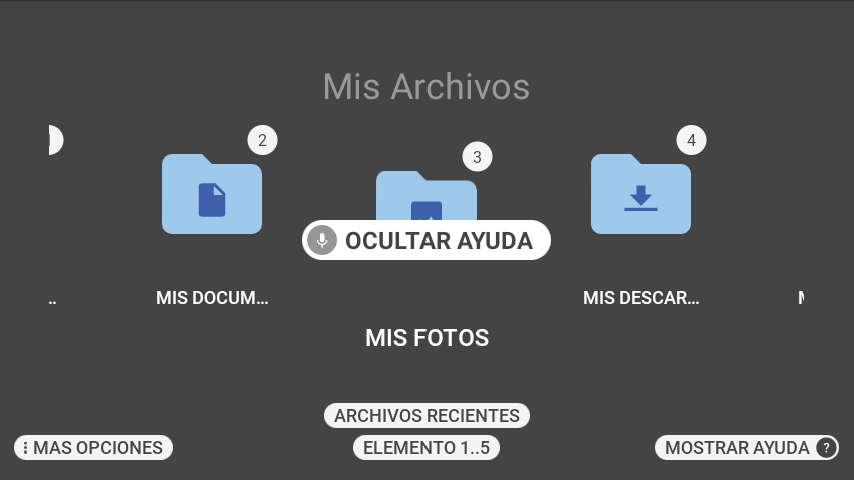 Mis Archivos
2
3
4
OCULTAR AYUDA
..
MIS DOCUM...
MIS DESCAR...
MIS FOTOS
ARCHIVOS RECIENTES
MAS OPCIONES
ELEMENTO 1..5
MOSTRAR AYUDA ?